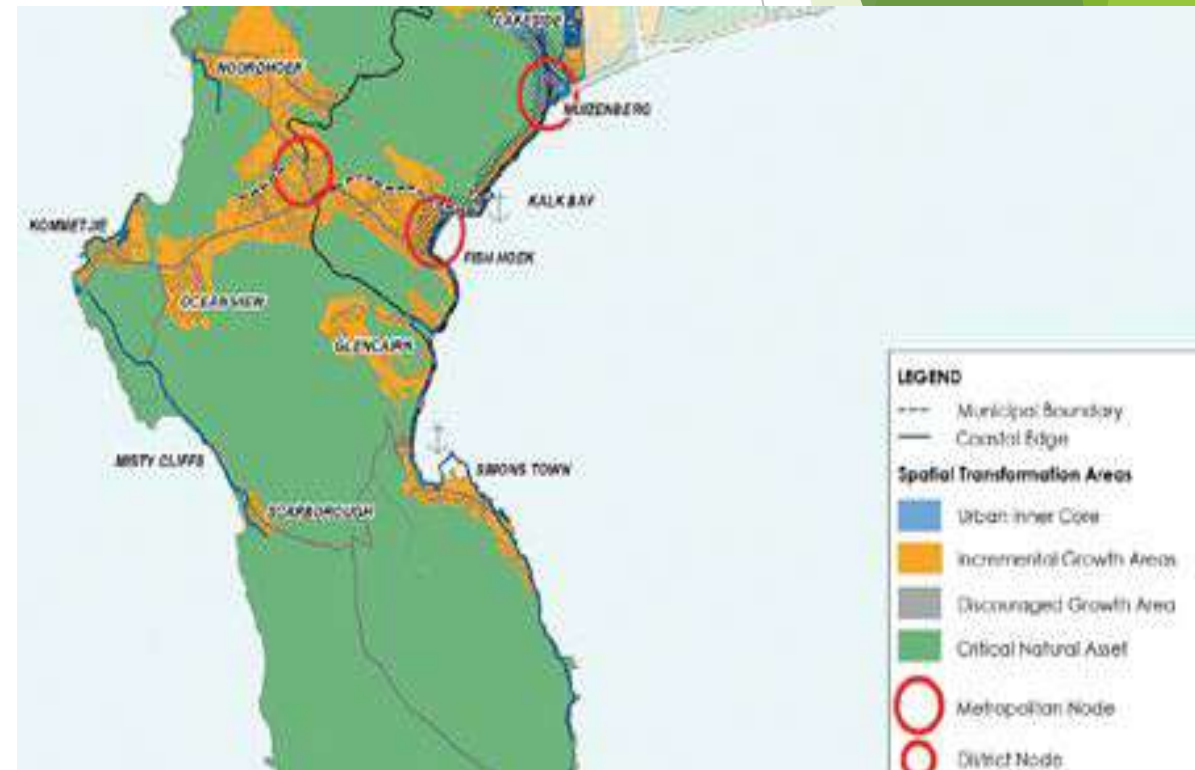 LAKESIDE
NOORDHOEK
MUIZENBERG
KALK BAY
KOMMETJIE
FISH HOEK
OCEAN VIEW
GLENCAIRN
MISTY CLIFFS
SIMONS TOWN
SCARBOROUGH
LEGEND
Municipal Boundary
Coastal Edge
Spatial Transformation Areas
Urban Inner Core
Incremental Growth Areas
Discouraged Growth Area
Critical Natural Asset
Metropolitan Node
District Node